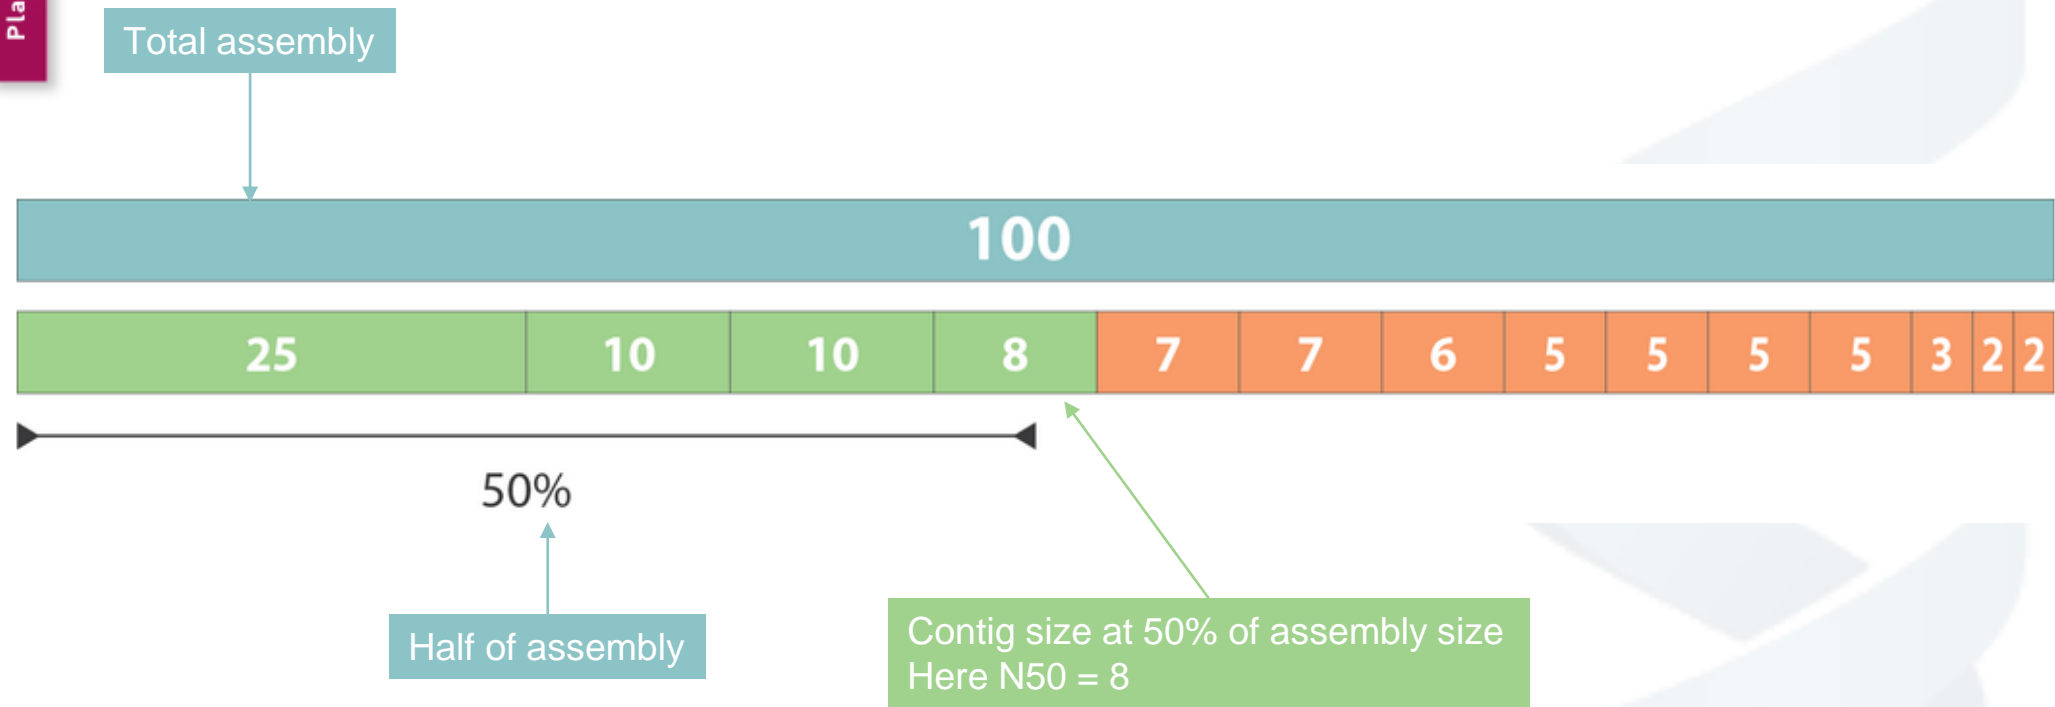 Pla
Total assembly
100
25 10 10 8 7 7 6 5 5 5 5 3 2 2
50%
Half of assembly
Contig size at 50% of assembly size
Here N50 = 8